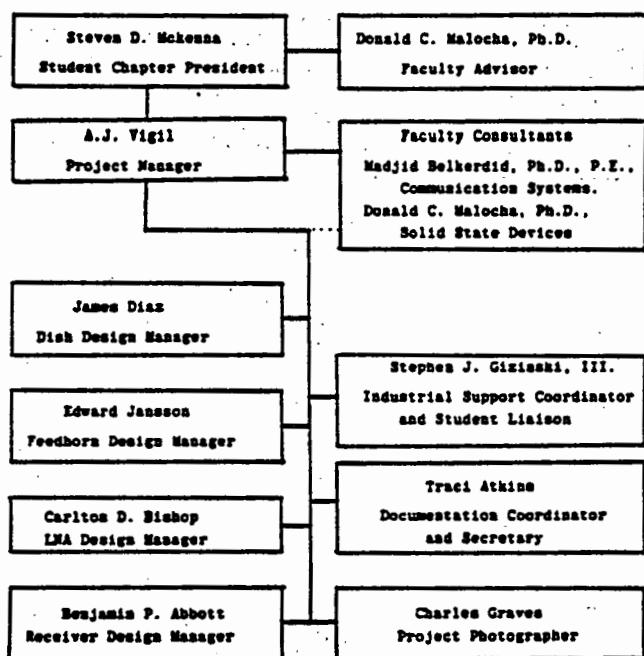 Steven D. Mckenna
Student Chapter President
Donald C. Malocha, Ph.D.
Faculty Advisor
A.J. Vigil
Project Manager
Faculty Consultants
Madjid Belkerdid, Ph.D., P.E.,
Communication Systems.
Donald C. Malocha, Ph.D.,
Solid State Devices
James Diaz
Dish Design Manager
Stephen J. Gizinski, III.
Industrial Support Coordinator
and Student Liaison
Edward Jansson
Feedhorn Design Manager
Traci Atkins
Documentation Coordinator
and Secretary
Carlton D. Bishop
LNA Design Manager
Benjamin P. Abbott
Receiver Design Manager
Charles Graves
Project Photographer